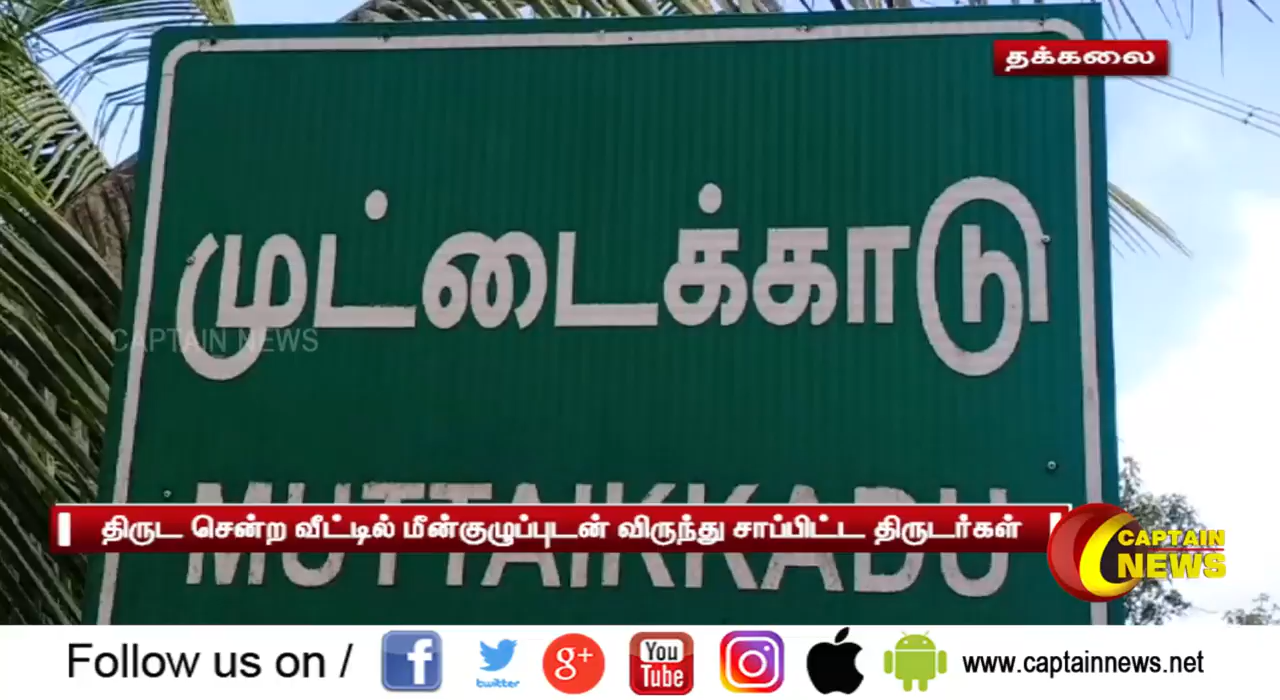 தக்கலை
முட்டைக்காடு
CAPTAIN NEWS
MUTTAIKKADU
திருட சென்ற வீட்டில் மீன்குழுப்புடன் விருந்து சாப்பிட்ட திருடர்கள்
CAPTAIN
NEWS
Follow us on / f twitter g+ You Tube www.captainnews.net